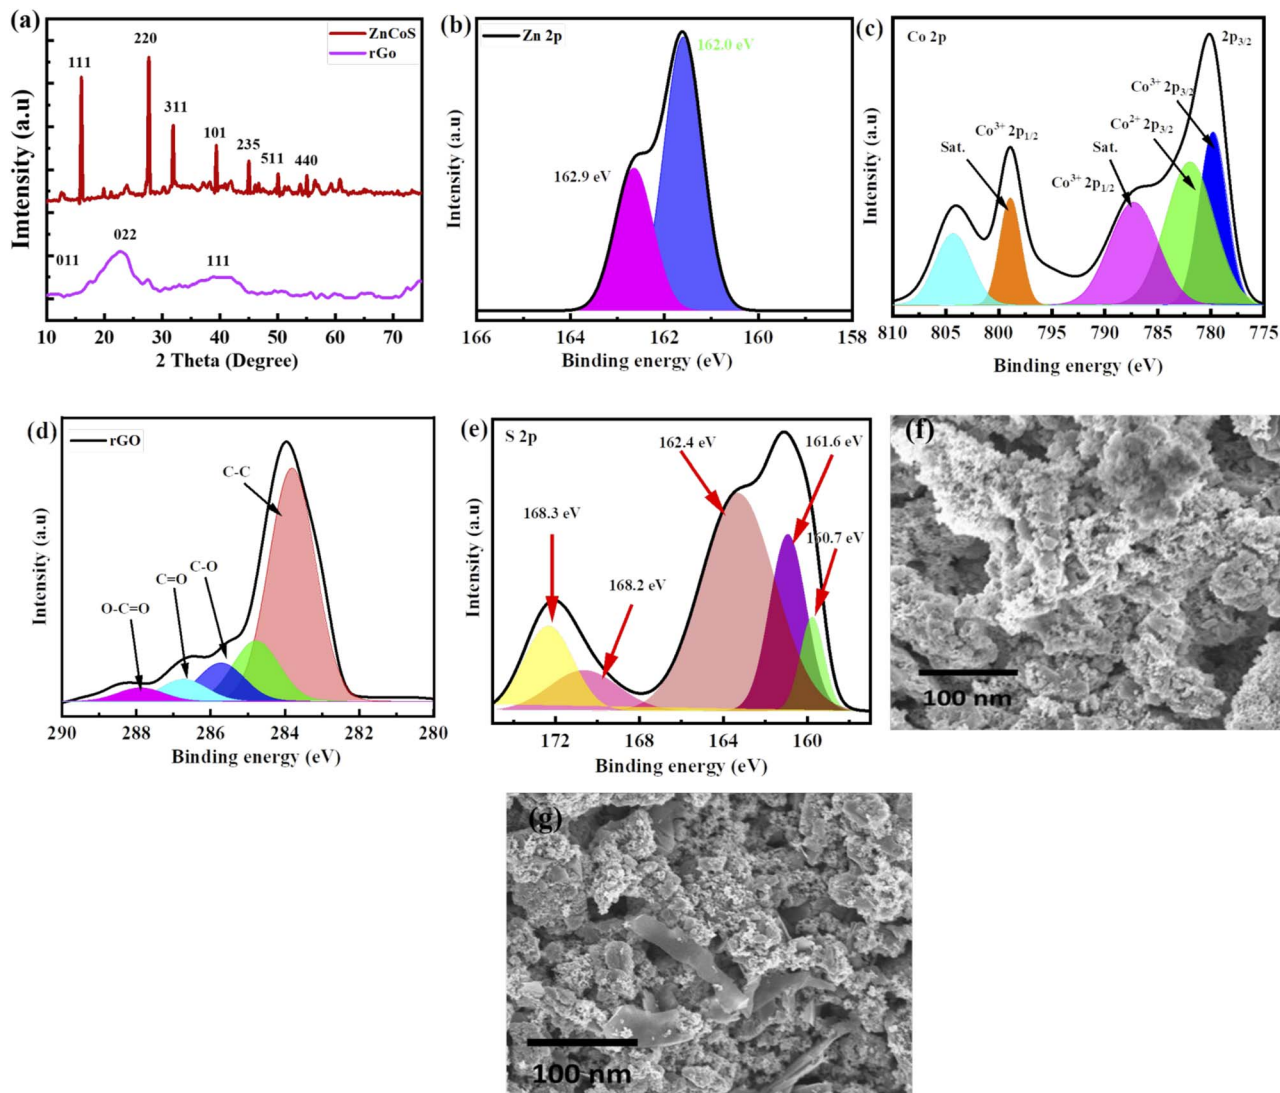 (a)
ZnCoS
rGo
220
111
311
101
235
511
440
022
011
111
Intensity (a.u)
10 20 30 40 50 60 70
2 Theta (Degree)
(b)
Zn 2p
162.0 eV
162.9 eV
Intensity (a.u)
166 164 162 160 158
Binding energy (eV)
(c)
Co 2p
2p3/2
Co3+ 2p3/2
Co3+ 2p1/2
Co2+ 2p3/2
Sat.
Sat.
Co3+ 2p1/2
Intensity (a.u)
810 805 800 795 790 785 780 775
Binding energy (eV)
(d)
rGO
C-C
C-O
C=O
O-C=O
Intensity (a.u)
290 288 286 284 282 280
Binding energy (eV)
(e)
S 2p
162.4 eV
161.6 eV
168.3 eV
160.7 eV
168.2 eV
Intensity (a.u)
172 168 164 160
Binding energy (eV)
(f)
100 nm
(g)
100 nm